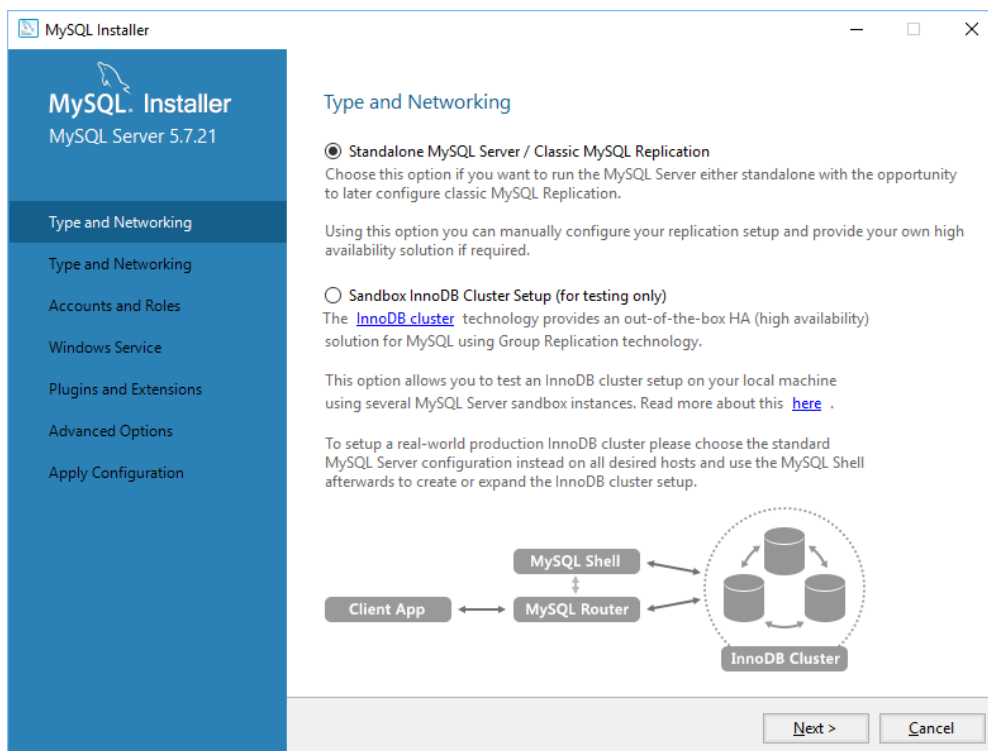 MySQL Installer
MySQL. Installer
MySQL Server 5.7.21
Type and Networking
Type and Networking
Accounts and Roles
Windows Service
Plugins and Extensions
Advanced Options
Apply Configuration
Type and Networking
Standalone MySQL Server / Classic MySQL Replication
Choose this option if you want to run the MySQL Server either standalone with the opportunity
to later configure classic MySQL Replication.
Using this option you can manually configure your replication setup and provide your own high
availability solution if required.
Sandbox InnoDB Cluster Setup (for testing only)
The InnoDB cluster technology provides an out-of-the-box HA (high availability)
solution for MySQL using Group Replication technology.
This option allows you to test an InnoDB cluster setup on your local machine
using several MySQL Server sandbox instances. Read more about this here .
To setup a real-world production InnoDB cluster please choose the standard
MySQL Server configuration instead on all desired hosts and use the MySQL Shell
afterwards to create or expand the InnoDB cluster setup.
MySQL Shell
Client App
MySQL Router
InnoDB Cluster
Next >
Cancel